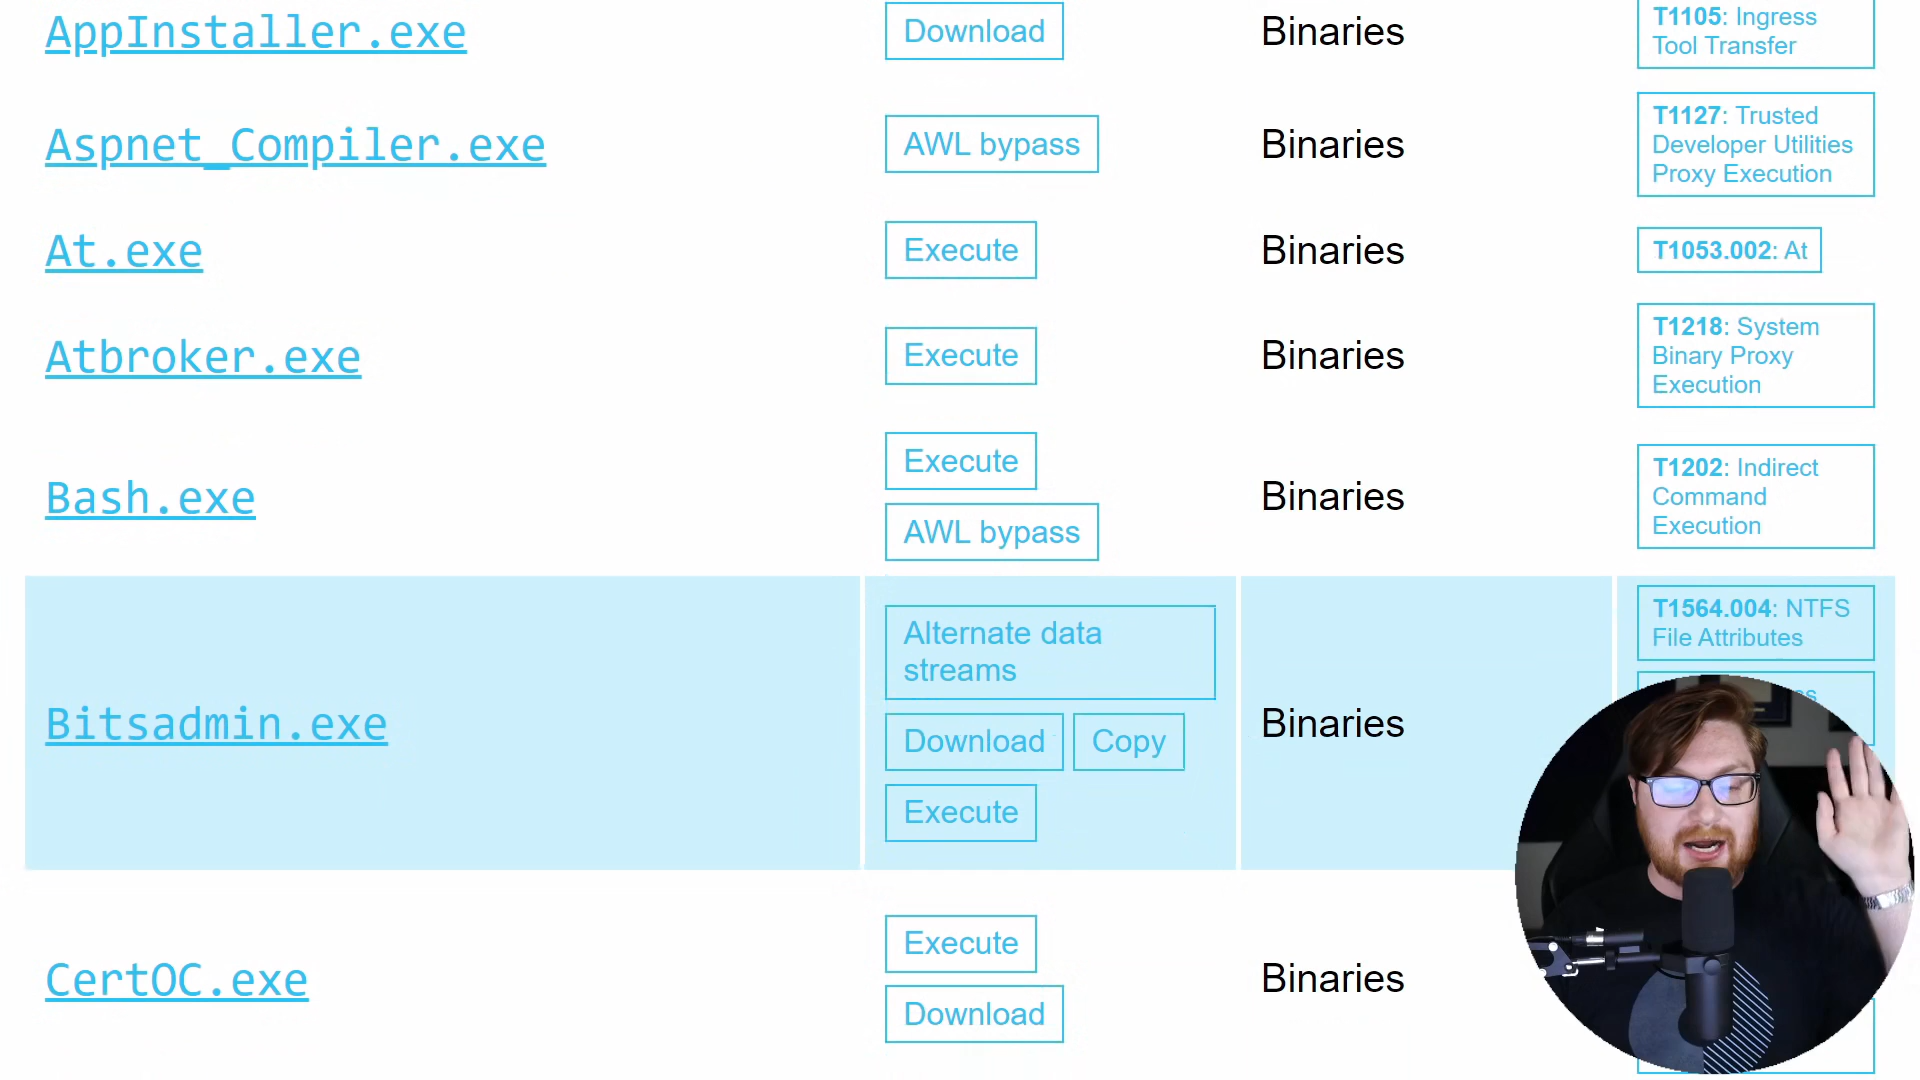 AppInstaller.exe
Download
Binaries
T1105: Ingress
Tool Transfer
Aspnet_Compiler.exe
AWL bypass
Binaries
T1127: Trusted
Developer Utilities
Proxy Execution
At.exe
Execute
Binaries
T1053.002: At
Atbroker.exe
Execute
Binaries
T1218: System
Binary Proxy
Execution
Bash.exe
Execute
AWL bypass
Binaries
T1202: Indirect
Command
Execution
Bitsadmin.exe
Alternate data
streams
Download
Copy
Execute
Binaries
T1564.004: NTFS
File Attributes
CertOC.exe
Execute
Download
Binaries